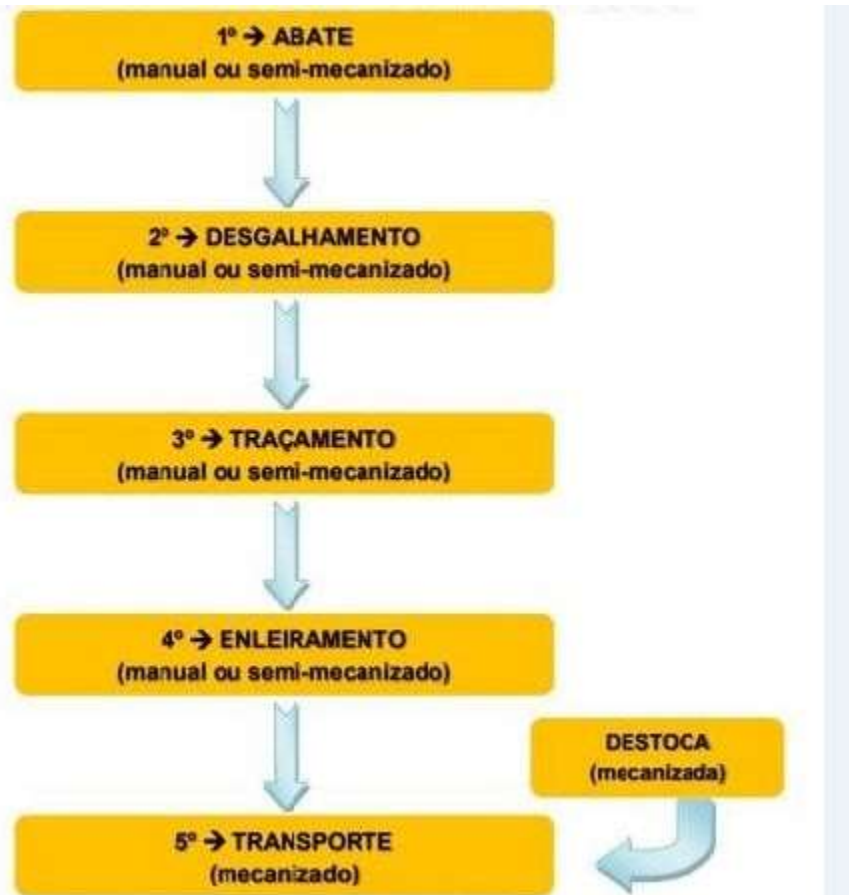 1º → ABATE
(manual ou semi-mecanizado)
2º → DESGALHAMENTO
(manual ou semi-mecanizado)
3º → TRAÇAMENTO
(manual ou semi-mecanizado)
4º → ENLEIRAMENTO
(manual ou semi-mecanizado)
DESTOCA
(mecanizada)
5º → TRANSPORTE
(mecanizado)